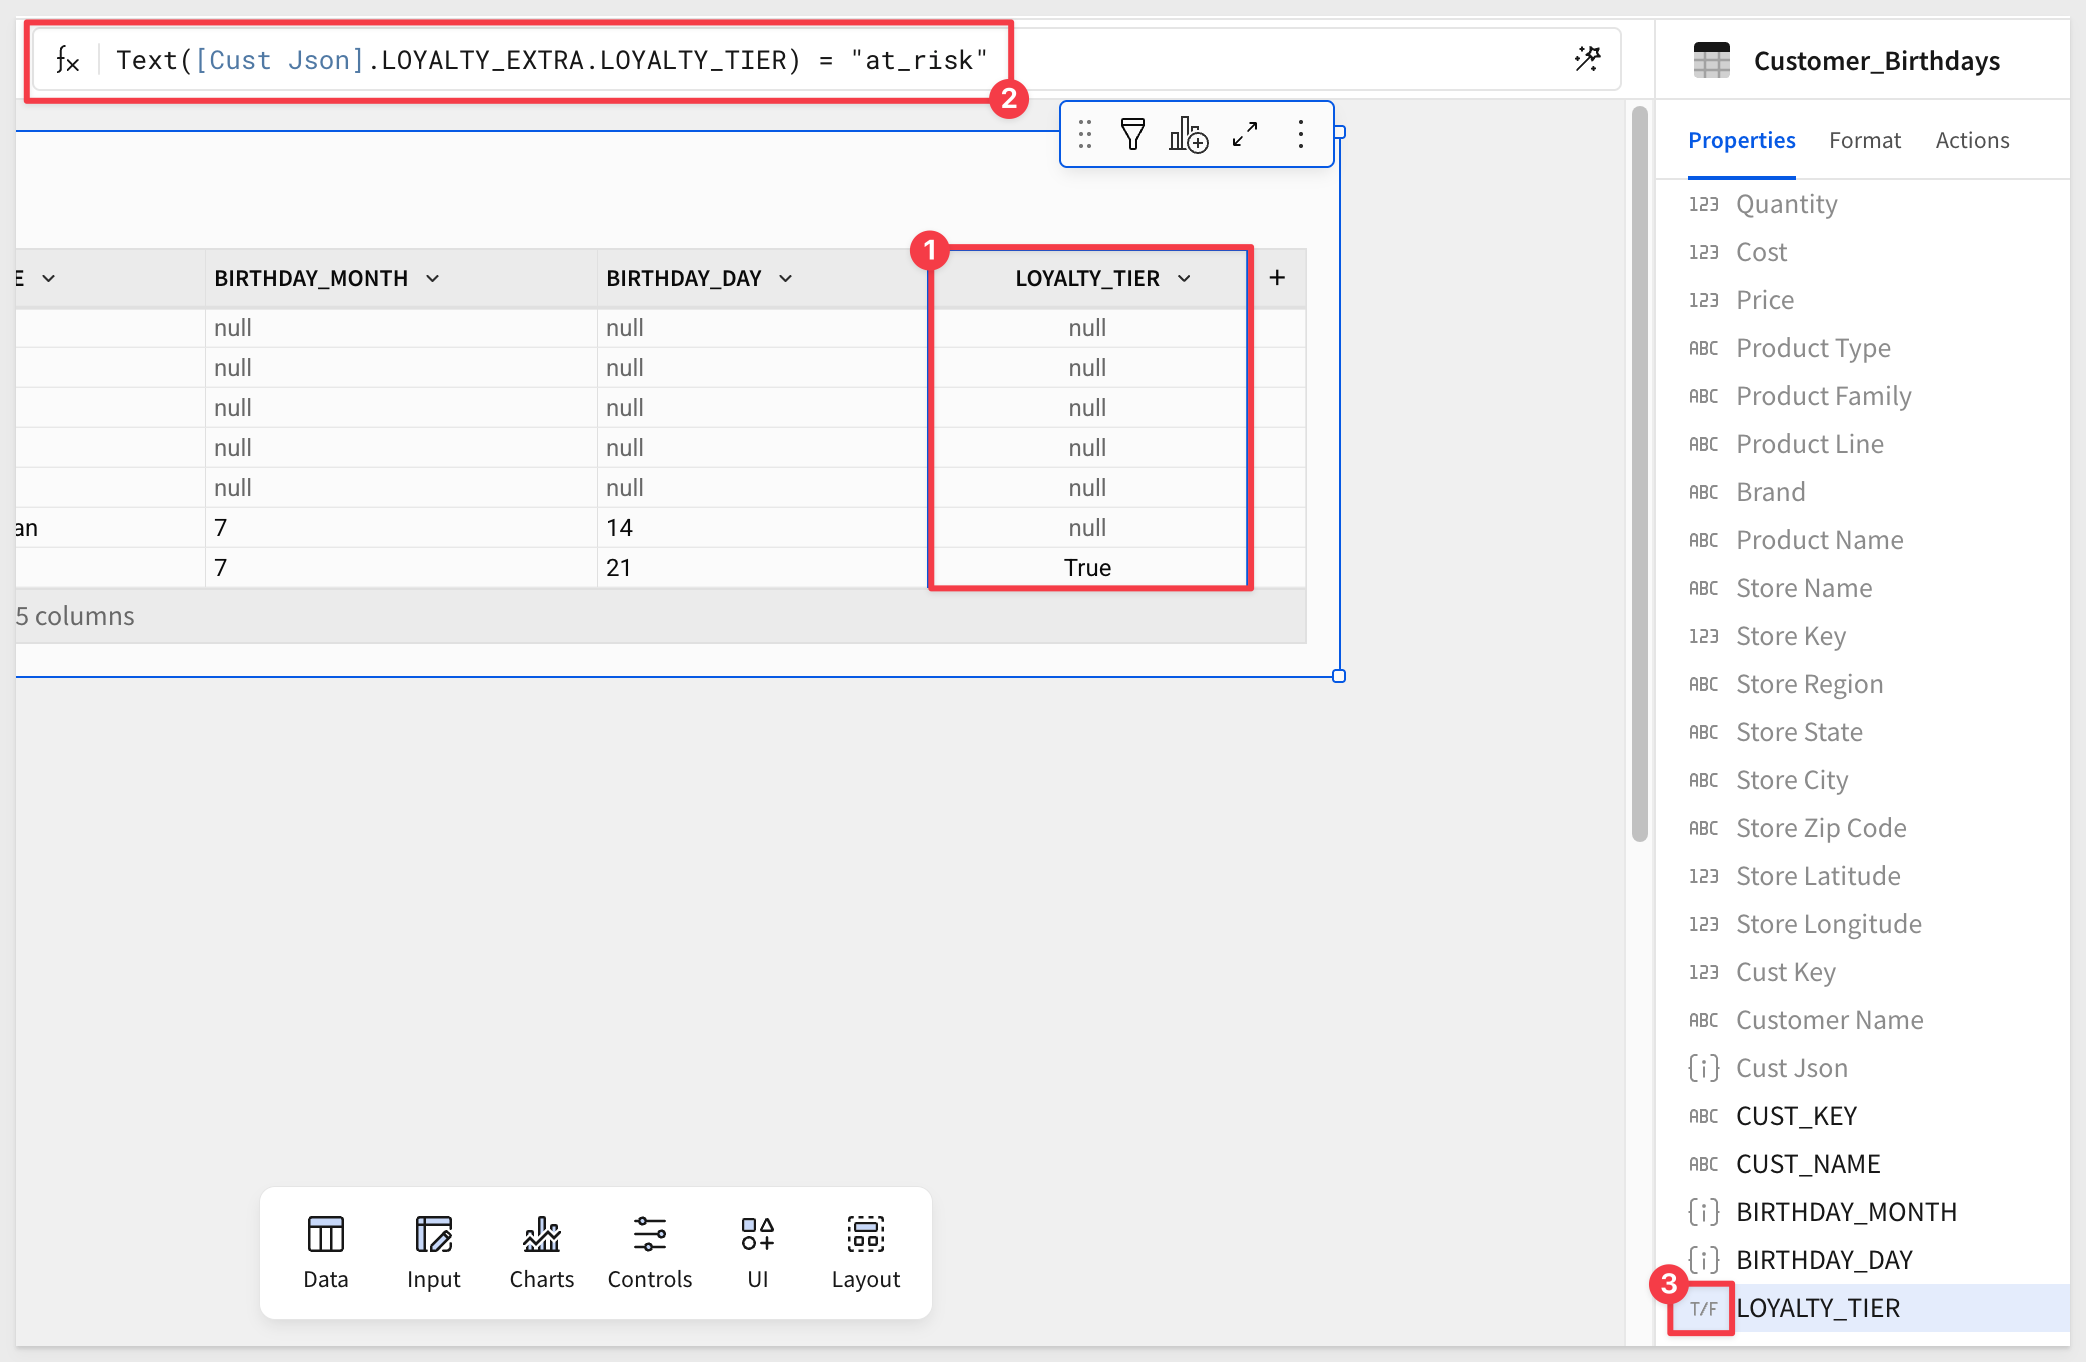 fx Text([Cust Json].LOYALTY_EXTRA.LOYALTY_TIER) = "at_risk"
2
Customer_Birthdays
Properties Format Actions
1
E BIRTHDAY_MONTH BIRTHDAY_DAY LOYALTY_TIER +
null null null
null null null
null null null
null null null
null null null
an 7 14 null
7 21 True
5 columns
123 Quantity
123 Cost
123 Price
ABC Product Type
ABC Product Family
ABC Product Line
ABC Brand
ABC Product Name
ABC Store Name
123 Store Key
ABC Store Region
ABC Store State
ABC Store City
ABC Store Zip Code
123 Store Latitude
123 Store Longitude
123 Cust Key
ABC Customer Name
{i} Cust Json
ABC CUST_KEY
ABC CUST_NAME
{i} BIRTHDAY_MONTH
{i} BIRTHDAY_DAY
3
T/F LOYALTY_TIER
Data Input Charts Controls UI Layout